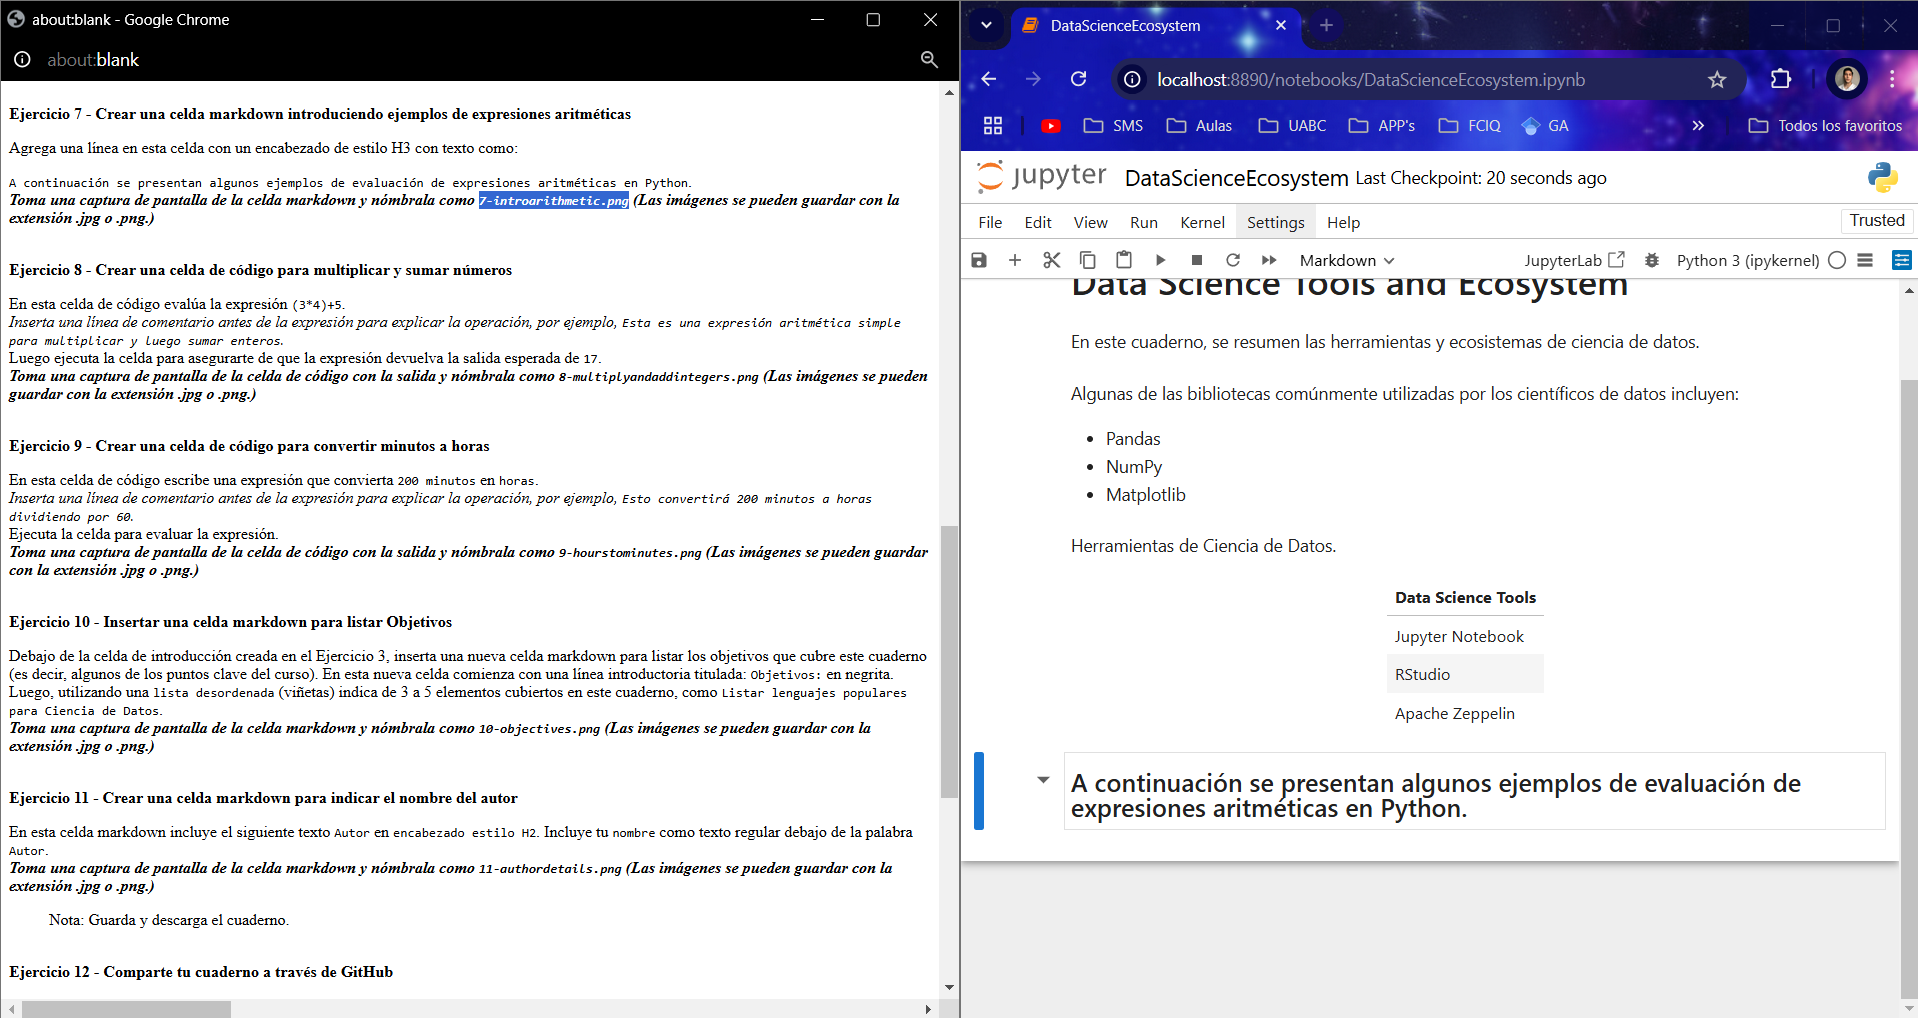 about:blank - Google Chrome
about:blank
Ejercicio 7 - Crear una celda markdown introduciendo ejemplos de expresiones aritméticas
Agrega una línea en esta celda con un encabezado de estilo H3 con texto como:
A continuación se presentan algunos ejemplos de evaluación de expresiones aritméticas en Python.
Toma una captura de pantalla de la celda markdown y nómbrala como 7-introarithmetic.png (Las imágenes se pueden guardar con la
extensión .jpg o .png.)
Ejercicio 8 - Crear una celda de código para multiplicar y sumar números
En esta celda de código evalúa la expresión (3*4)+5.
Inserta una línea de comentario antes de la expresión para explicar la operación, por ejemplo, Esta es una expresión aritmética simple
para multiplicar y luego sumar enteros.
Luego ejecuta la celda para asegurarte de que la expresión devuelva la salida esperada de 17.
Toma una captura de pantalla de la celda de código con la salida y nómbrala como 8-multiplyandaddintegers.png (Las imágenes se pueden
guardar con la extensión .jpg o .png.)
Ejercicio 9 - Crear una celda de código para convertir minutos a horas
En esta celda de código escribe una expresión que convierta 200 minutos en horas.
Inserta una línea de comentario antes de la expresión para explicar la operación, por ejemplo, Esto convertirá 200 minutos a horas
dividiendo por 60.
Ejecuta la celda para evaluar la expresión.
Toma una captura de pantalla de la celda de código con la salida y nómbrala como 9-hourstominutes.png (Las imágenes se pueden guardar
con la extensión .jpg o .png.)
Ejercicio 10 - Insertar una celda markdown para listar Objetivos
Debajo de la celda de introducción creada en el Ejercicio 3, inserta una nueva celda markdown para listar los objetivos que cubre este cuaderno
(es decir, algunos de los puntos clave del curso). En esta nueva celda comienza con una línea introductoria titulada: Objetivos: en negrita.
Luego, utilizando una lista desordenada (viñetas) indica de 3 a 5 elementos cubiertos en este cuaderno, como Listar lenguajes populares
para Ciencia de Datos.
Toma una captura de pantalla de la celda markdown y nómbrala como 10-objectives.png (Las imágenes se pueden guardar con la
extensión .jpg o .png.)
Ejercicio 11 - Crear una celda markdown para indicar el nombre del autor
En esta celda markdown incluye el siguiente texto Autor en encabezado estilo H2. Incluye tu nombre como texto regular debajo de la palabra
Autor.
Toma una captura de pantalla de la celda markdown y nómbrala como 11-authordetails.png (Las imágenes se pueden guardar con la
extensión .jpg o .png.)
Nota: Guarda y descarga el cuaderno.
Ejercicio 12 - Comparte tu cuaderno a través de GitHub
DataScienceEcosystem
localhost:8890/notebooks/DataScienceEcosystem.ipynb
SMS Aulas UABC APP's FCIQ GA Todos los favoritos
jupyter DataScienceEcosystem Last Checkpoint: 20 seconds ago
File Edit View Run Kernel Settings Help Trusted
Markdown JupyterLab Python 3 (ipykernel)
Data Science Tools and Ecosystem
En este cuaderno, se resumen las herramientas y ecosistemas de ciencia de datos.
Algunas de las bibliotecas comúnmente utilizadas por los científicos de datos incluyen:
Pandas
NumPy
Matplotlib
Herramientas de Ciencia de Datos.
Data Science Tools
Jupyter Notebook
RStudio
Apache Zeppelin
A continuación se presentan algunos ejemplos de evaluación de
expresiones aritméticas en Python.